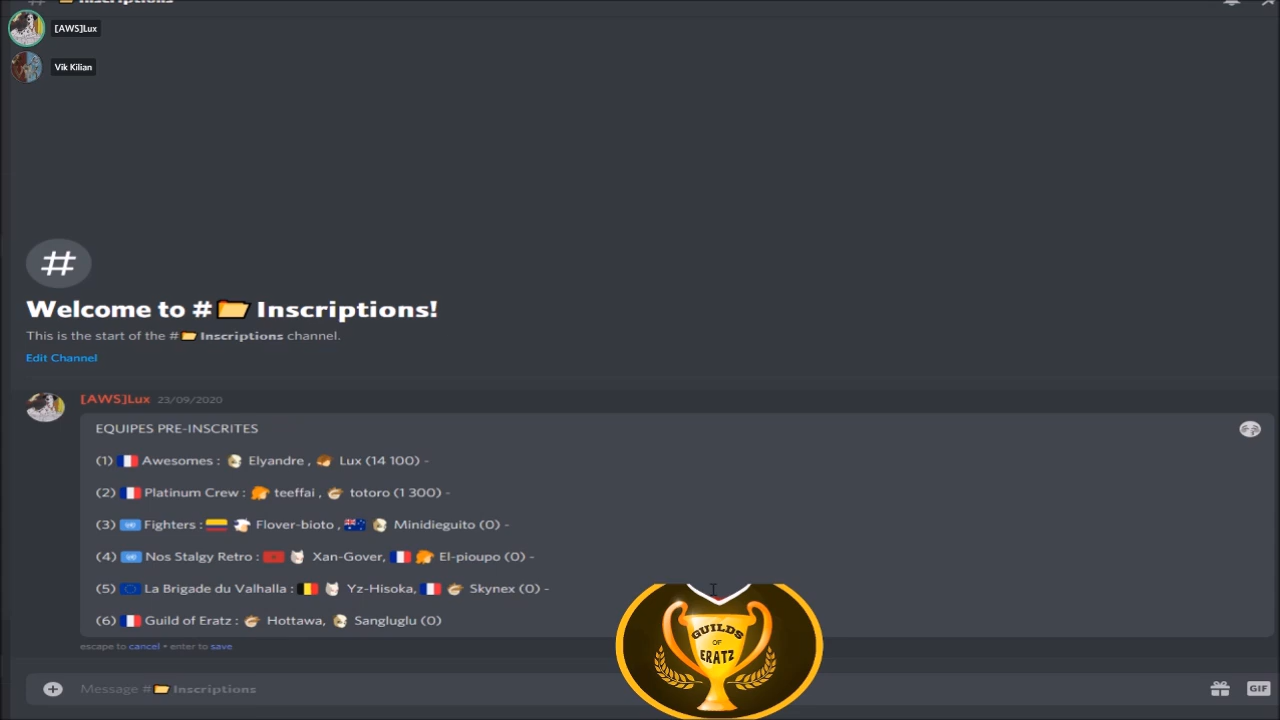 Inscriptions
[AWS]Lux
Vik Kilian
Welcome to # Inscriptions!
This is the start of the # Inscriptions channel.
Edit Channel
[AWS]Lux 23/09/2020
EQUIPES PRE-INSCRITES
(1) Awesomes : Elyandre , Lux (14 100) -
(2) Platinum Crew : teeffai , totoro (1 300) -
(3) Fighters : Flover-bioto , Minidieguito (0) -
(4) Nos Stalgy Retro : Xan-Gover, El-pioupo (0) -
(5) La Brigade du Valhalla : Yz-Hisoka, Skynex (0) -
(6) Guild of Eratz : Hottawa, Sangluglu (0)
escape to cancel • enter to save
GUILDS
OF
ERATZ
Message # Inscriptions
GIF